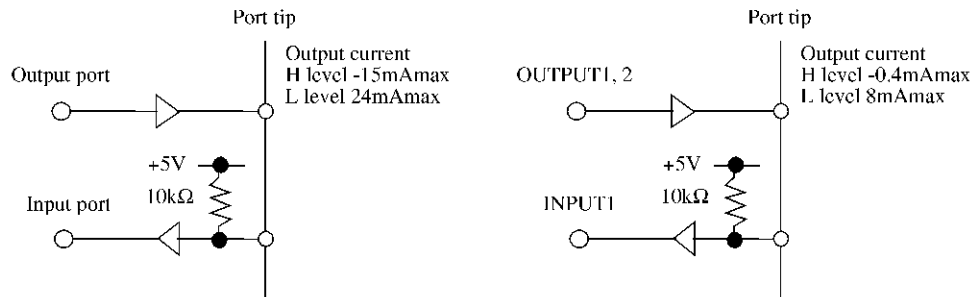 Port tip
Output current
H level -15mAmax
L level 24mAmax
Output port
+5V
10kΩ
Input port
Port tip
Output current
H level -0.4mAmax
L level 8mAmax
OUTPUT1, 2
+5V
10kΩ
INPUT1